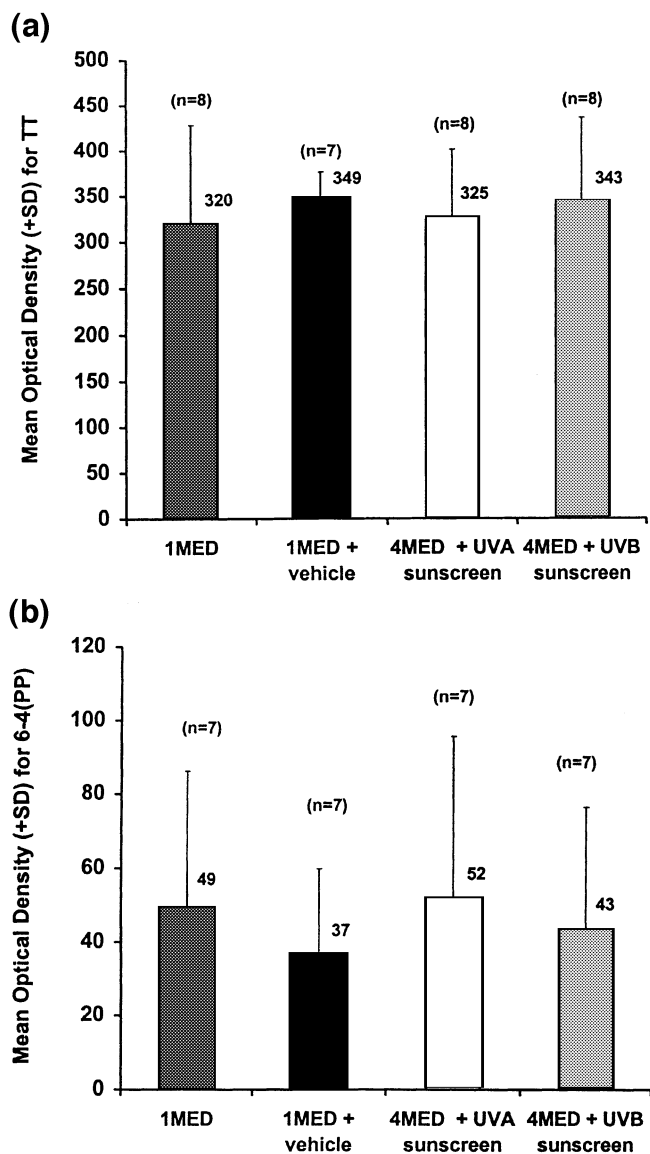 (a)
Mean Optical Density (+SD) for TT
500
450
400
350
300
250
200
150
100
50
0
(n=8)
320
(n=7)
349
(n=8)
325
(n=8)
343
1MED
1MED +
vehicle
4MED + UVA
sunscreen
4MED + UVB
sunscreen
(b)
Mean Optical Density (+SD) for 6-4(PP)
120
100
80
60
40
20
0
(n=7)
49
(n=7)
37
(n=7)
52
(n=7)
43
1MED
1MED +
vehicle
4MED + UVA
sunscreen
4MED + UVB
sunscreen